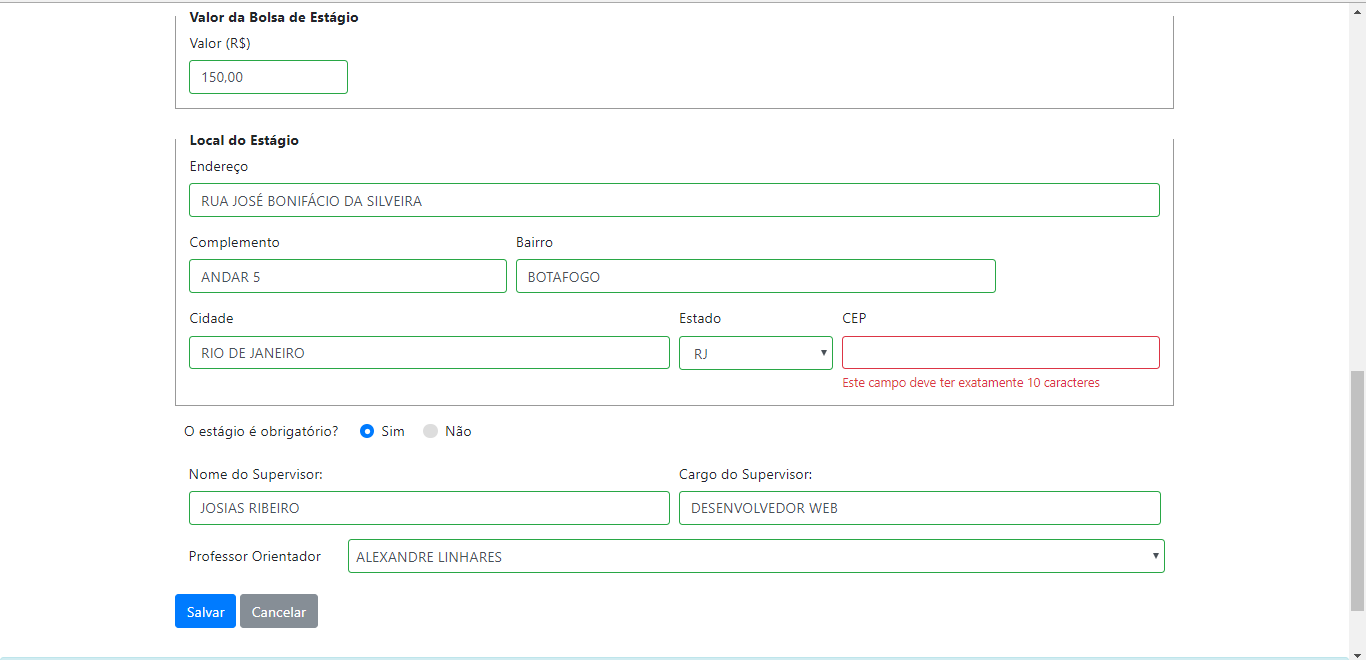 Valor da Bolsa de Estágio
Valor (R$)
150,00
Local do Estágio
Endereço
RUA JOSÉ BONIFÁCIO DA SILVEIRA
Complemento Bairro
ANDAR 5 BOTAFOGO
Cidade Estado CEP
RIO DE JANEIRO RJ
Este campo deve ter exatamente 10 caracteres
O estágio é obrigatório? Sim Não
Nome do Supervisor: Cargo do Supervisor:
JOSIAS RIBEIRO DESENVOLVEDOR WEB
Professor Orientador ALEXANDRE LINHARES
Salvar Cancelar